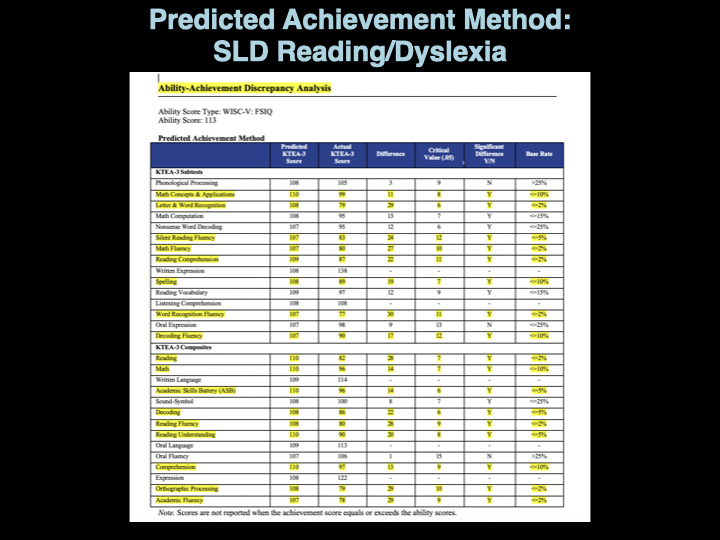 Predicted Achievement Method:
SLD Reading/Dyslexia
Ability-Achievement Discrepancy Analysis
Ability Score Type: WISC-V: FSIQ
Ability Score: 113
Predicted Achievement Method
Predicted KTEA-3 Score Actual KTEA-3 Score Difference Critical Value (.05) Significant Difference Y/N Base Rate
KTEA-3 Subtests
Phonological Processing 108 105 3 9 N >25%
Math Concepts & Applications 110 99 11 8 Y <=10%
Letter & Word Recognition 108 79 29 6 Y <=2%
Math Computation 108 95 13 7 Y <=15%
Nonsense Word Decoding 107 95 12 6 Y <=25%
Silent Reading Fluency 107 83 24 12 Y <=5%
Math Fluency 107 80 27 10 Y <=2%
Reading Comprehension 109 87 22 11 Y <=2%
Written Expression 108 138 - - - -
Spelling 108 89 19 7 Y <=10%
Reading Vocabulary 109 97 12 9 Y <=15%
Listening Comprehension 108 108 - - - -
Word Recognition Fluency 107 77 30 11 Y <=2%
Oral Expression 107 98 9 13 N <=25%
Decoding Fluency 107 90 17 12 Y <=10%
KTEA-3 Composites
Reading 110 82 28 7 Y <=2%
Math 110 96 14 7 Y <=10%
Written Language 109 114 - - - -
Academic Skills Battery (ASB) 110 96 14 6 Y <=5%
Sound-Symbol 108 100 8 7 Y <=25%
Decoding 108 86 22 6 Y <=5%
Reading Fluency 108 80 28 9 Y <=2%
Reading Understanding 110 90 20 8 Y <=5%
Oral Language 109 113 - - - -
Oral Fluency 107 106 1 15 N >25%
Comprehension 110 97 13 9 Y <=10%
Expression 108 122 - - - -
Orthographic Processing 108 79 29 10 Y <=2%
Academic Fluency 107 78 29 9 Y <=2%
Note. Scores are not reported when the achievement score equals or exceeds the ability scores.